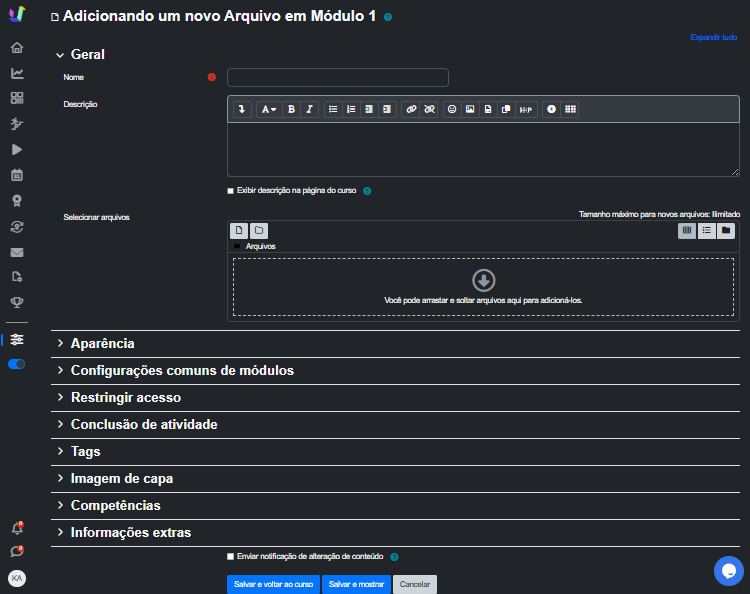 Adicionando um novo Arquivo em Módulo 1
Expandir tudo
Geral
Nome
Descrição
A B I
H-P
Exibir descrição na página do curso
Selecionar arquivos
Tamanho máximo para novos arquivos: Ilimitado
Arquivos
Você pode arrastar e soltar arquivos aqui para adicioná-los.
Aparência
Configurações comuns de módulos
Restringir acesso
Conclusão de atividade
Tags
Imagem de capa
Competências
Informações extras
Enviar notificação de alteração de conteúdo
Salvar e voltar ao curso Salvar e mostrar Cancelar
KA